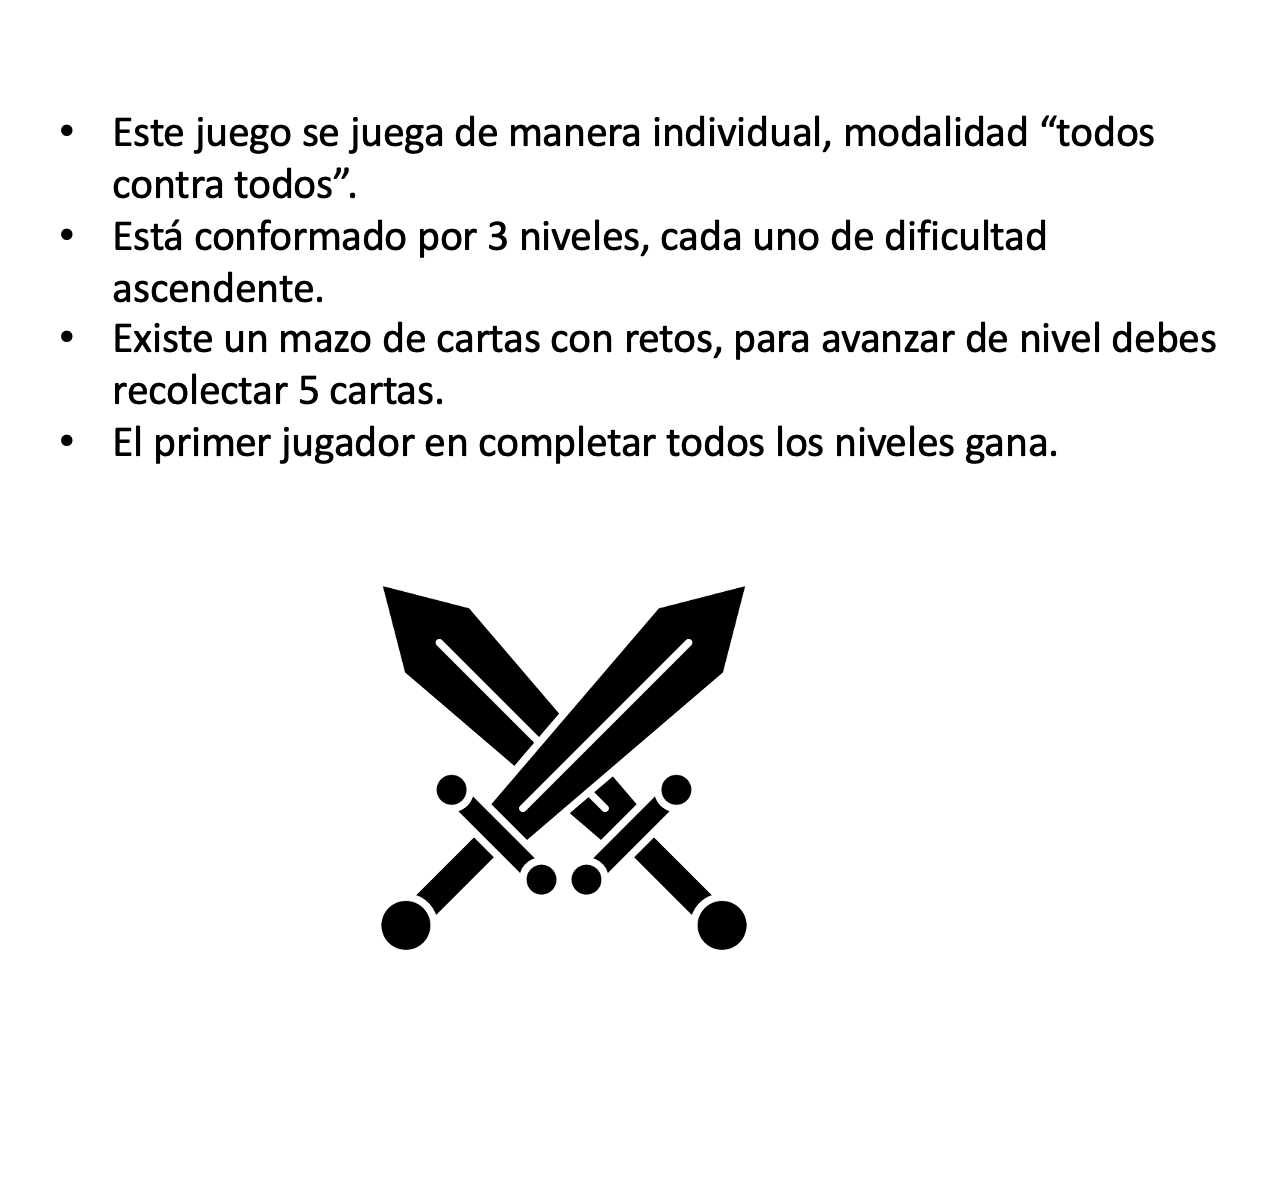 • Este juego se juega de manera individual, modalidad “todos
contra todos”.
• Está conformado por 3 niveles, cada uno de dificultad
ascendente.
• Existe un mazo de cartas con retos, para avanzar de nivel debes
recolectar 5 cartas.
• El primer jugador en completar todos los niveles gana.